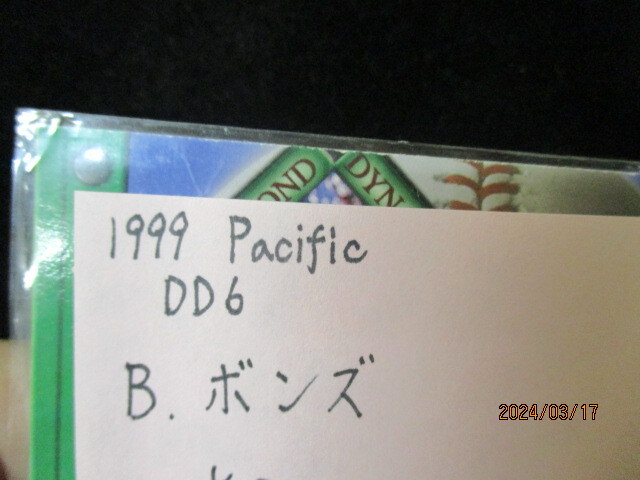 OND DYN
1999 Pacific
DD6
B. ボンズ
2024/03/17